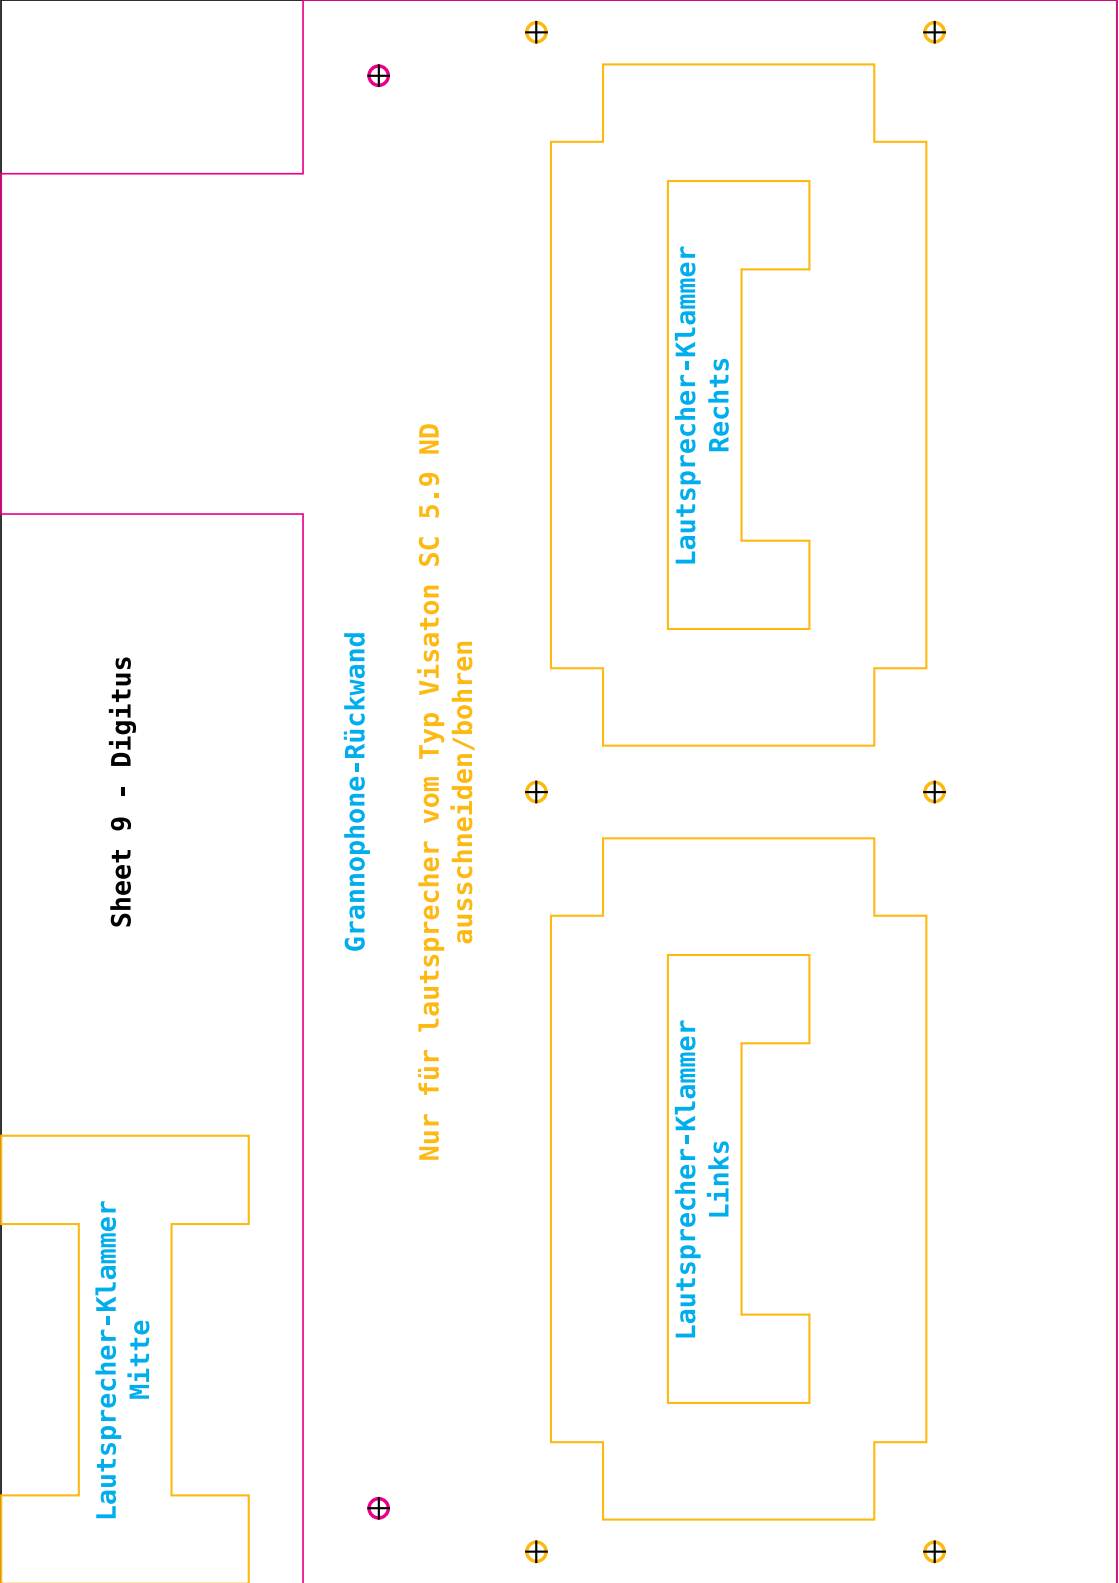 Sheet 9 - Digitus
Lautsprecher-Klammer
Mitte
Grannophone-Rückwand
Nur für lautsprecher vom Typ Visaton SC 5.9 ND
ausschneiden/bohren
Lautsprecher-Klammer
Rechts
Lautsprecher-Klammer
Links